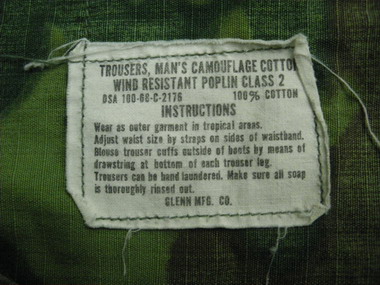 TROUSERS, MAN'S CAMOUFLAGE COTTON
WIND RESISTANT POPLIN CLASS 2
DSA 100-68-C-2176 100% COTTON
INSTRUCTIONS
Wear as outer garment in tropical areas.
Adjust waist size by straps on sides of waistband.
Blouse trouser cuffs outside of boots by means of
drawstring at bottom of each trouser leg.
Trousers can be hand laundered. Make sure all soap
is thoroughly rinsed out.
GLENN MFG. CO.